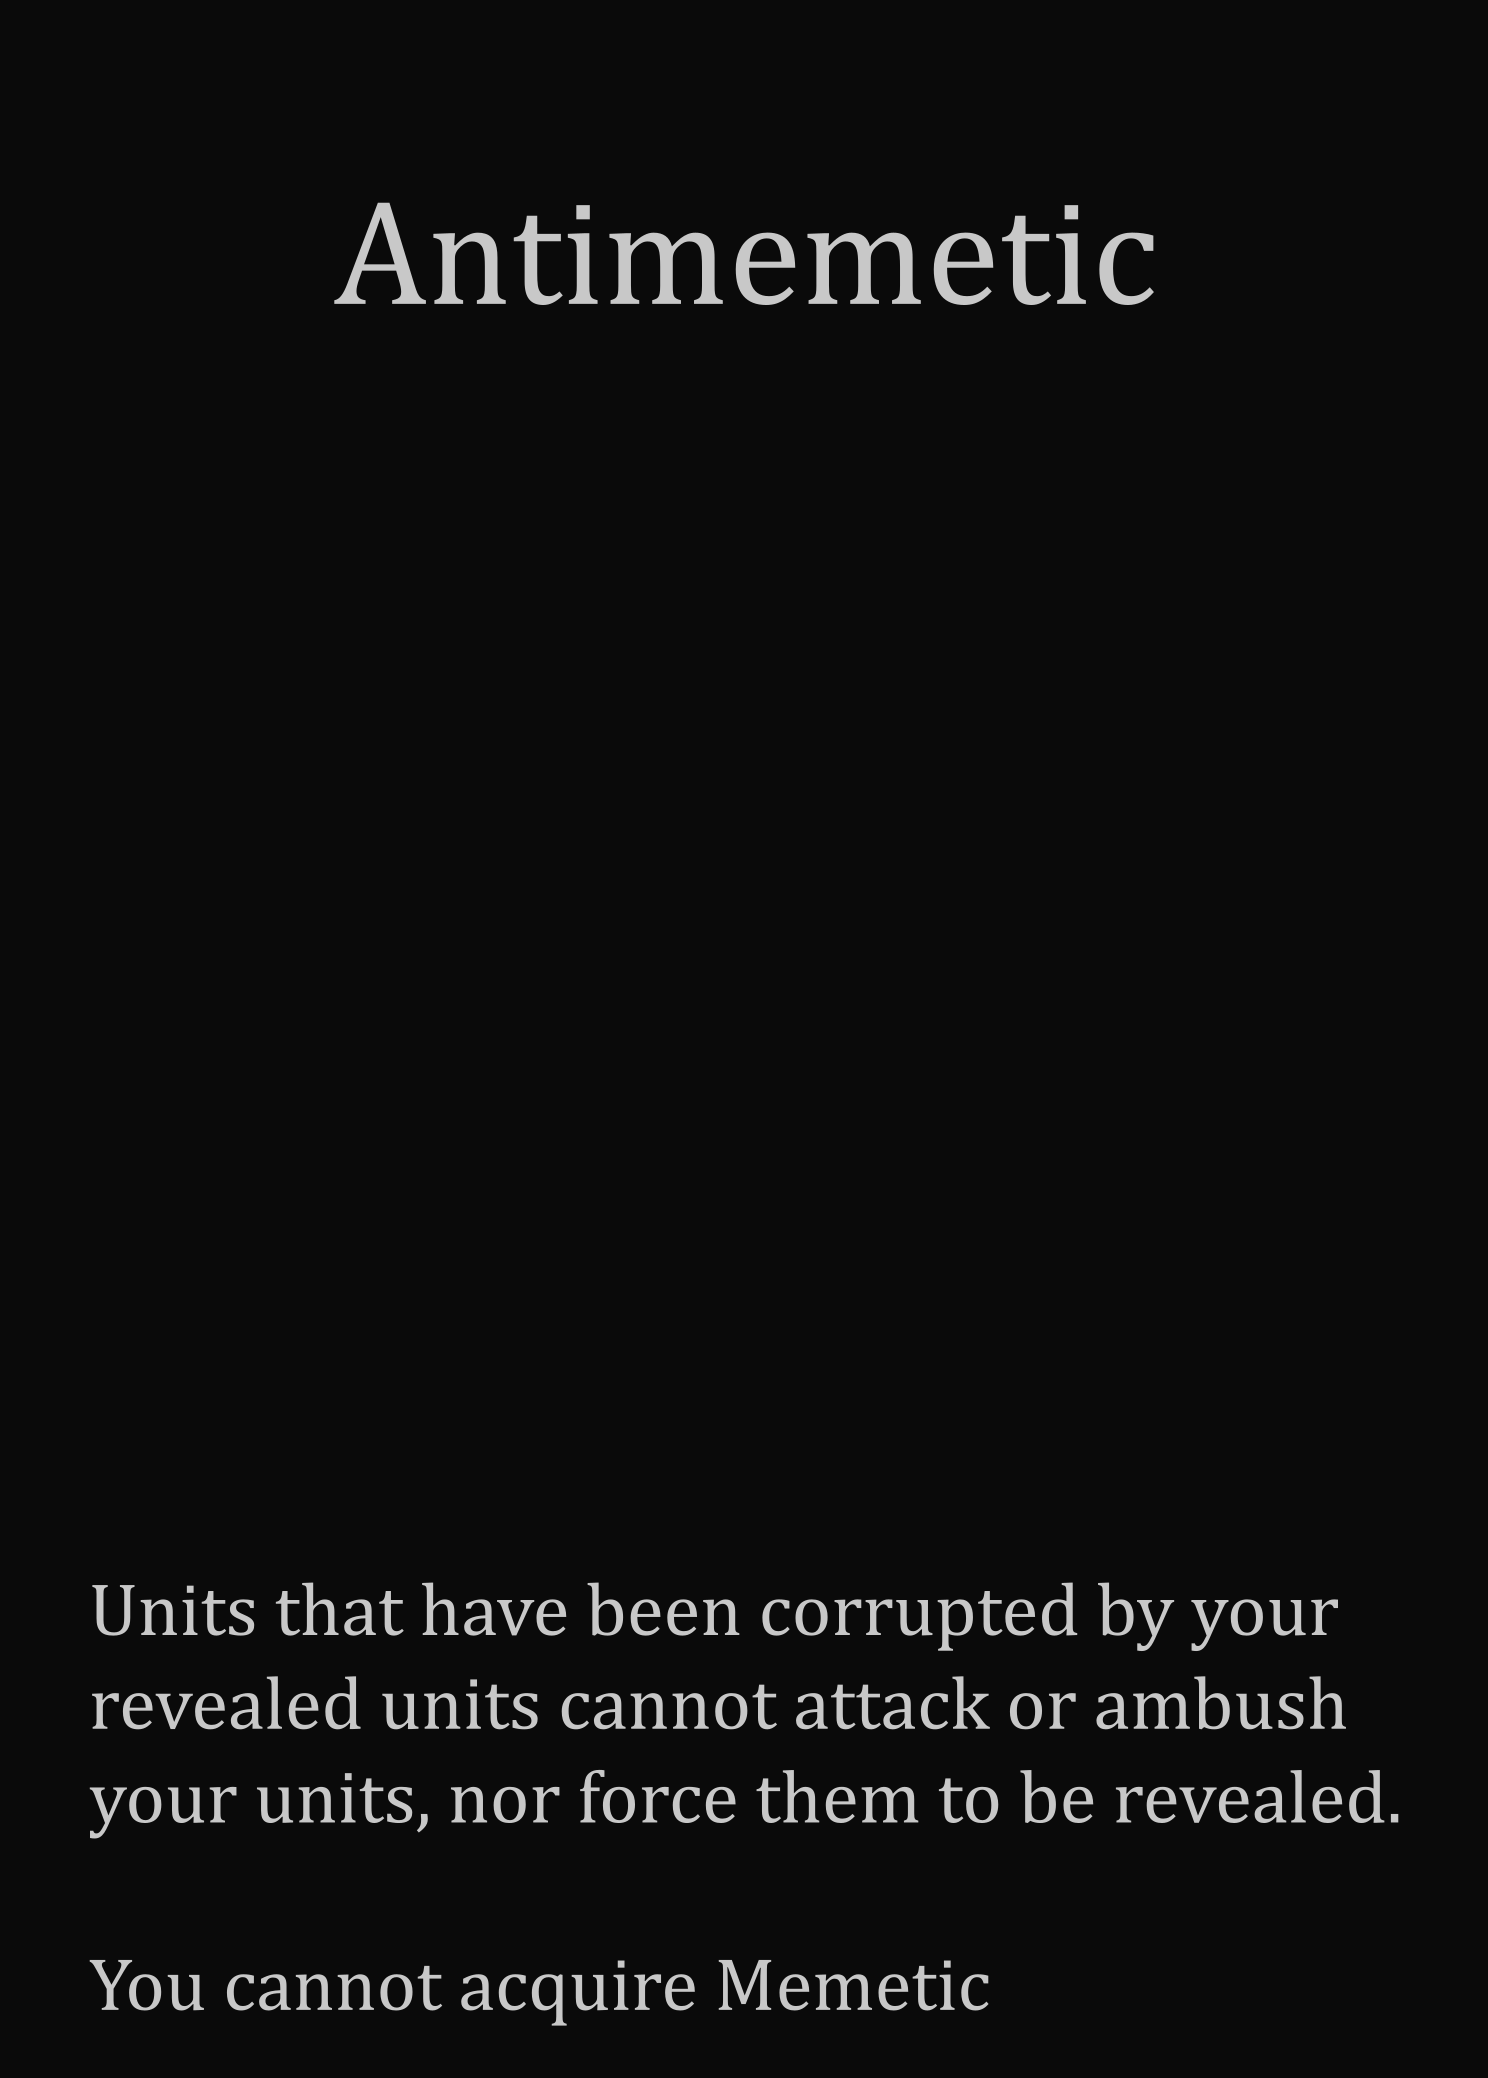 Antimemetic
Units that have been corrupted by your
revealed units cannot attack or ambush
your units, nor force them to be revealed.
You cannot acquire Memetic